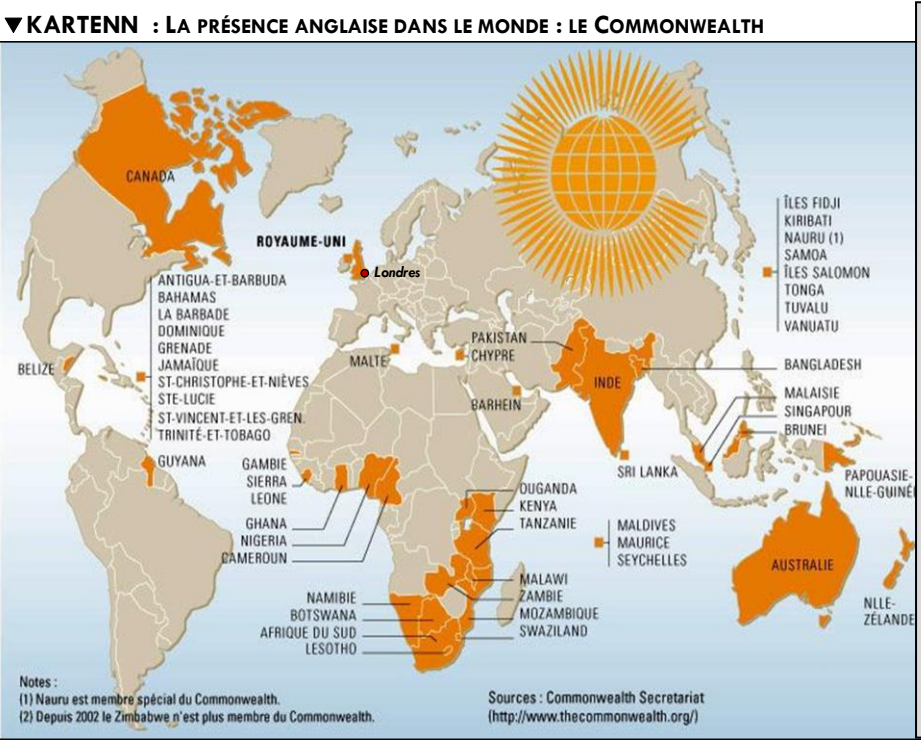 ▼KARTENN : LA PRÉSENCE ANGLAISE DANS LE MONDE : LE COMMONWEALTH
CANADA
ROYAUME-UNI
Londres
ANTIGUA-ET-BARBUDA
BAHAMAS
LA BARBADE
DOMINIQUE
GRENADE
JAMAÏQUE
ST-CHRISTOPHE-ET-NIÈVES
STE-LUCIE
ST-VINCENT-ET-LES-GREN.
TRINITÉ-ET-TOBAGO
BELIZE
GUYANA
MALTE
PAKISTAN
CHYPRE
BARHEIN
INDE
ÎLES FIDJI
KIRIBATI
NAURU (1)
SAMOA
ÎLES SALOMON
TONGA
TUVALU
VANUATU
BANGLADESH
MALAISIE
SINGAPOUR
BRUNEI
SRI LANKA
PAPOUASIE-
NLLE-GUINÉE
GAMBIE
SIERRA
LEONE
GHANA
NIGERIA
CAMEROUN
OUGANDA
KENYA
TANZANIE
MALDIVES
MAURICE
SEYCHELLES
MALAWI
ZAMBIE
MOZAMBIQUE
SWAZILAND
NAMIBIE
BOTSWANA
AFRIQUE DU SUD
LESOTHO
AUSTRALIE
NLLE-
ZÉLANDE
Notes :
(1) Nauru est membre spécial du Commonwealth.
(2) Depuis 2002 le Zimbabwe n'est plus membre du Commonwealth.
Sources : Commonwealth Secretariat
(http://www.thecommonwealth.org/)